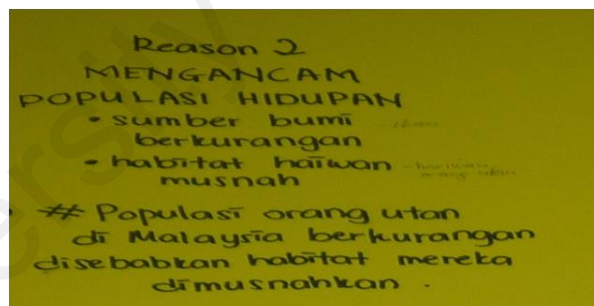 Reason 2
MENGANCAM
POPULASI HIDUPAN
• sumber bumi
berkurangan
• habitat haiwan
musnah
# Populasi orang utan
di Malaysia berkurangan
disebabkan habitat mereka
dimusnahkan.